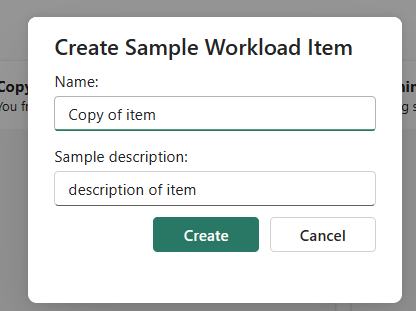 Create Sample Workload Item
Name:
Copy of item
Sample description:
description of item
Create Cancel